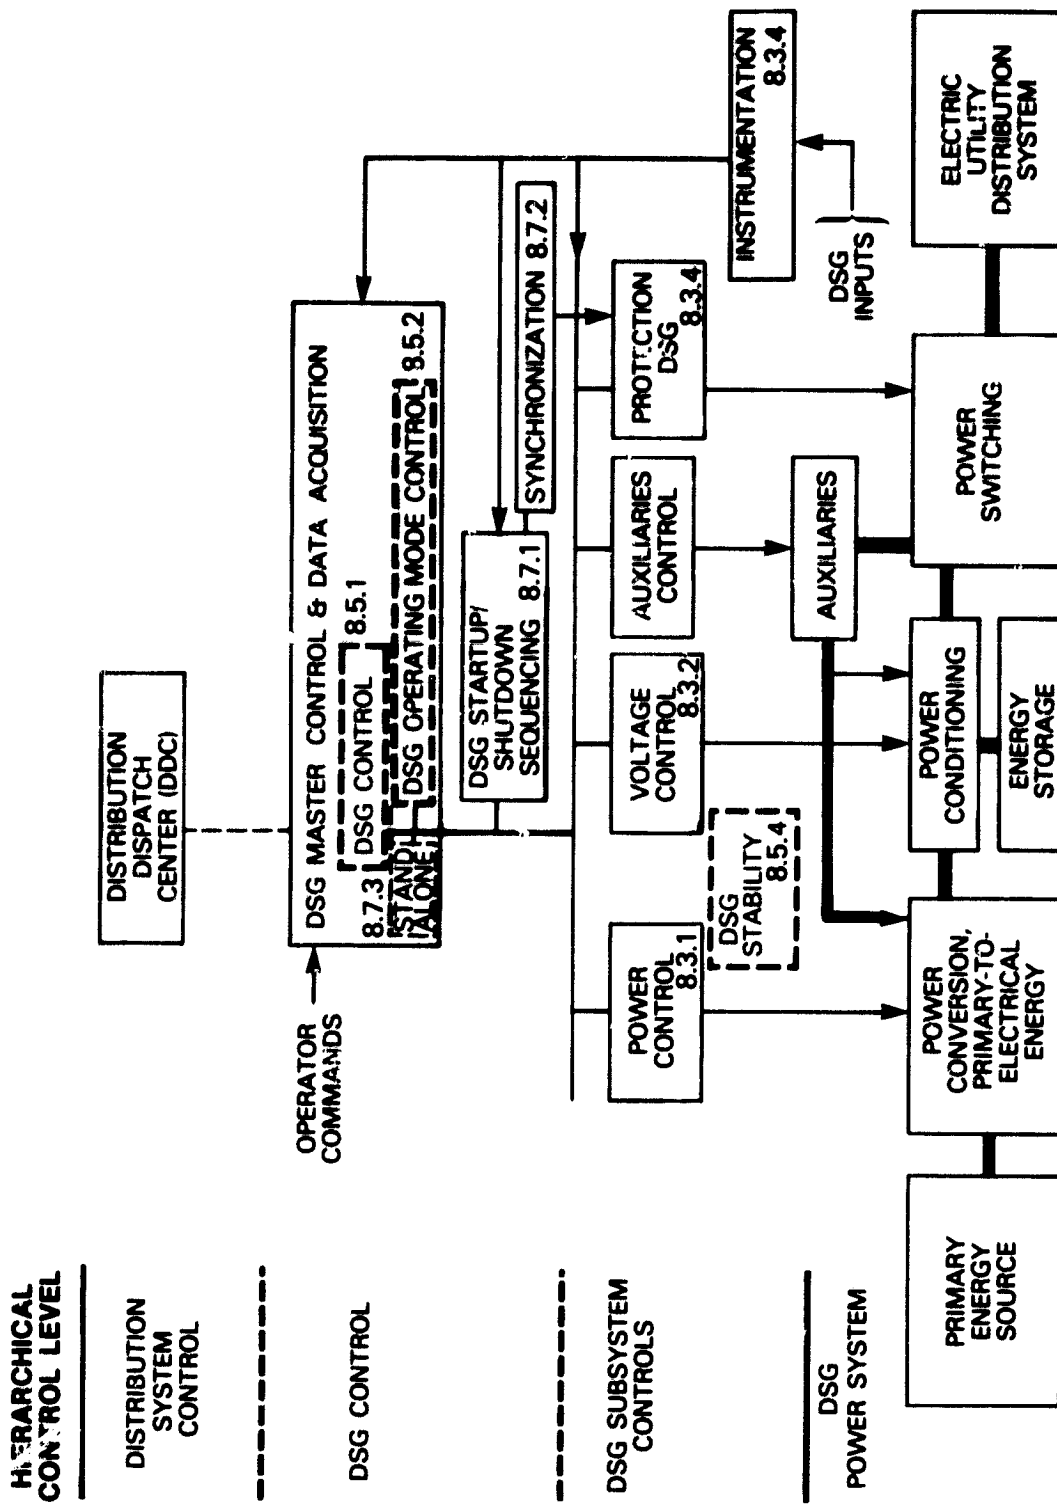 HIERARCHICAL
CONTROL LEVEL
DISTRIBUTION
SYSTEM
CONTROL
DSG CONTROL
DSG SUBSYSTEM
CONTROLS
DSG
POWER SYSTEM
DISTRIBUTION
DISPATCH
CENTER (DDC)
OPERATOR
COMMANDS
DSG MASTER CONTROL & DATA ACQUISITION
8.7.3
DSG CONTROL
8.5.1
STAND
ALONE
DSG OPERATING MODE CONTROL
8.5.2
DSG STARTUP/
SHUTDOWN
SEQUENCING 8.7.1
SYNCHRONIZATION 8.7.2
POWER
CONTROL
8.3.1
VOLTAGE
CONTROL
8.3.2
AUXILIARIES
CONTROL
PROTECTION
DSG
8.3.4
INSTRUMENTATION
8.3.4
DSG
STABILITY
8.5.4
AUXILIARIES
DSG
INPUTS
PRIMARY
ENERGY
SOURCE
POWER
CONVERSION,
PRIMARY-TO-
ELECTRICAL
ENERGY
POWER
CONDITIONING
ENERGY
STORAGE
POWER
SWITCHING
ELECTRIC
UTILITY
DISTRIBUTION
SYSTEM